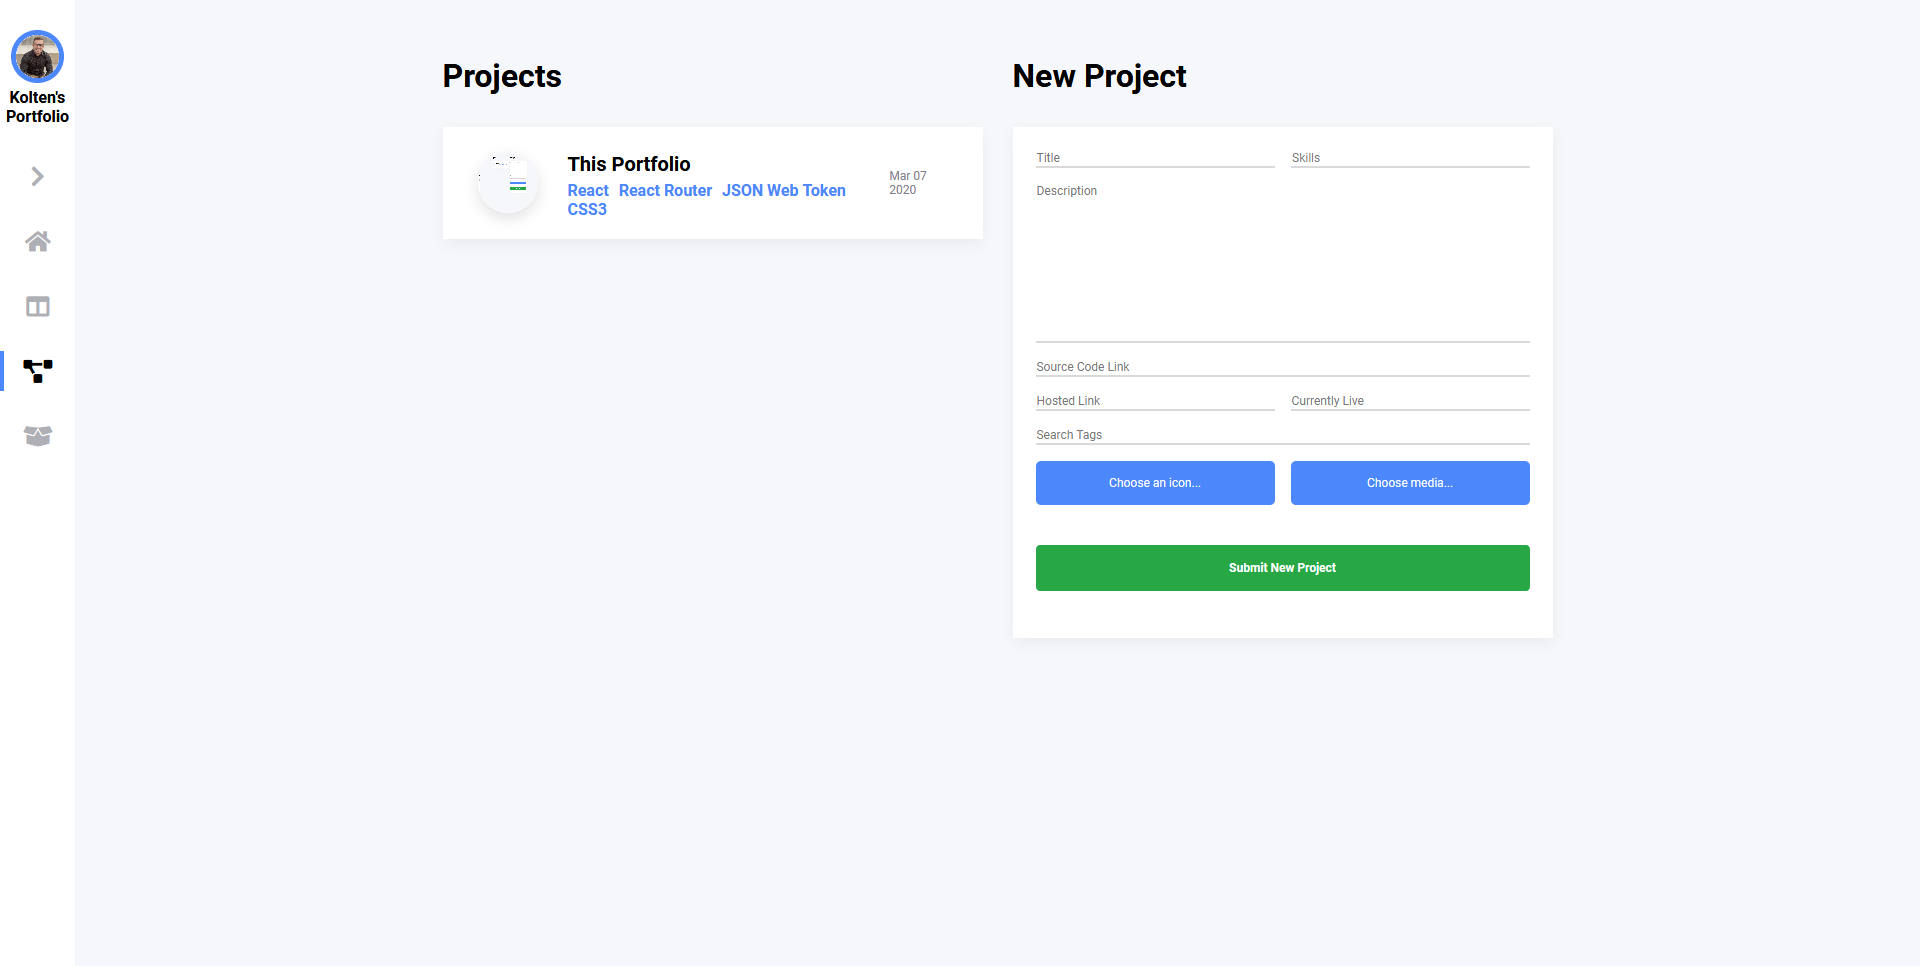 Kolten's
Portfolio
Projects
This Portfolio
React React Router JSON Web Token
CSS3
Mar 07
2020
New Project
Title
Skills
Description
Source Code Link
Hosted Link
Currently Live
Search Tags
Choose an icon...
Choose media...
Submit New Project